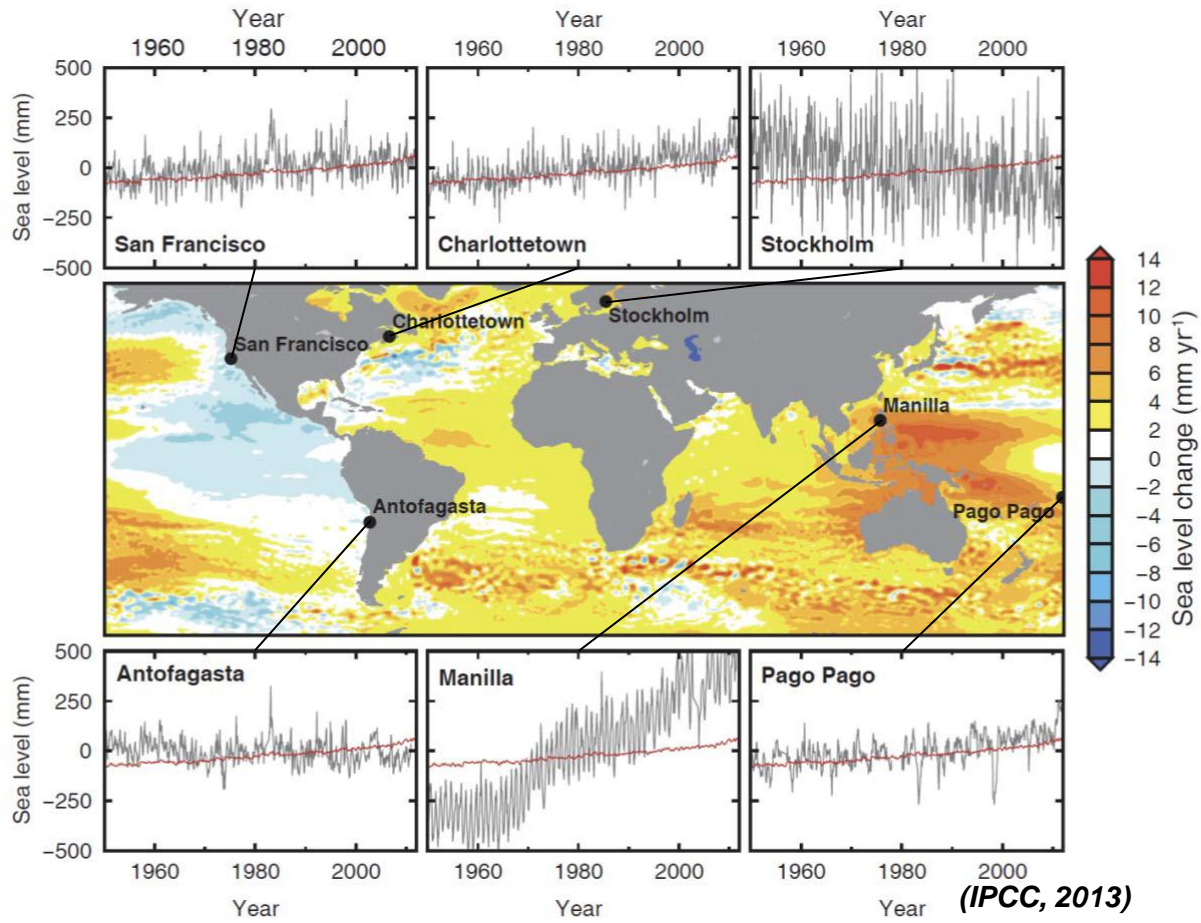 Year Year Year
1960 1980 2000 1960 1980 2000 1960 1980 2000
Sea level (mm)
500
250
0
−250
−500
San Francisco
Charlottetown
Stockholm
San Francisco
Charlottetown
Stockholm
Manilla
Antofagasta
Pago Pago
Sea level change (mm yr⁻¹)
14
12
10
8
6
4
2
0
−2
−4
−6
−8
−10
−12
−14
Sea level (mm)
500
250
0
−250
−500
Antofagasta
Manilla
Pago Pago
1960 1980 2000 1960 1980 2000 1960 1980 2000
Year Year Year
(IPCC, 2013)